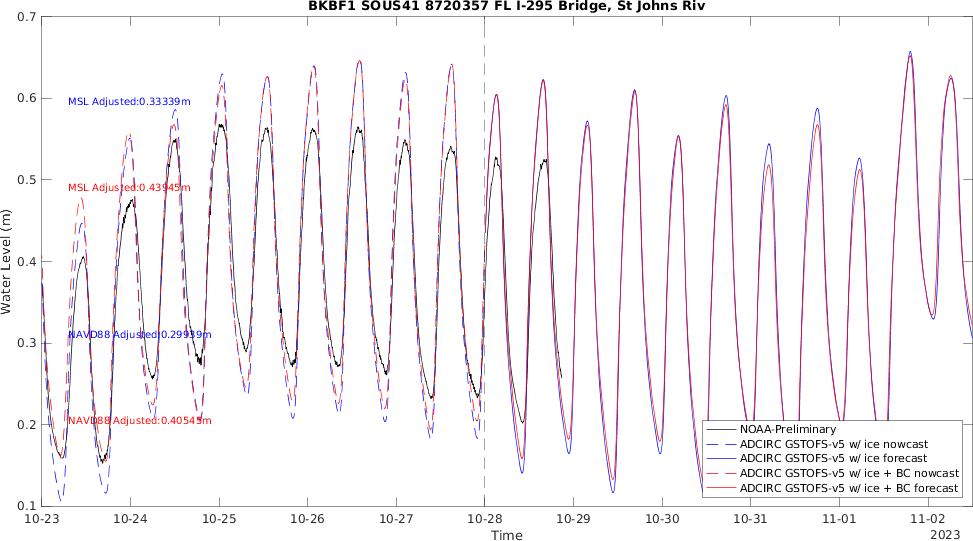 BKBF1 SOUS41 8720357 FL I-295 Bridge, St Johns Riv
0.7
0.6
0.5
0.4
0.3
0.2
0.1
Water Level (m)
MSL Adjusted:0.33339m
MSL Adjusted:0.43945m
NAVD88 Adjusted:0.29939m
NAVD88 Adjusted:0.40545m
NOAA-Preliminary
ADCIRC GSTOFS-v5 w/ ice nowcast
ADCIRC GSTOFS-v5 w/ ice forecast
ADCIRC GSTOFS-v5 w/ ice + BC nowcast
ADCIRC GSTOFS-v5 w/ ice + BC forecast
10-23 10-24 10-25 10-26 10-27 10-28 10-29 10-30 10-31 11-01 11-02
Time
2023